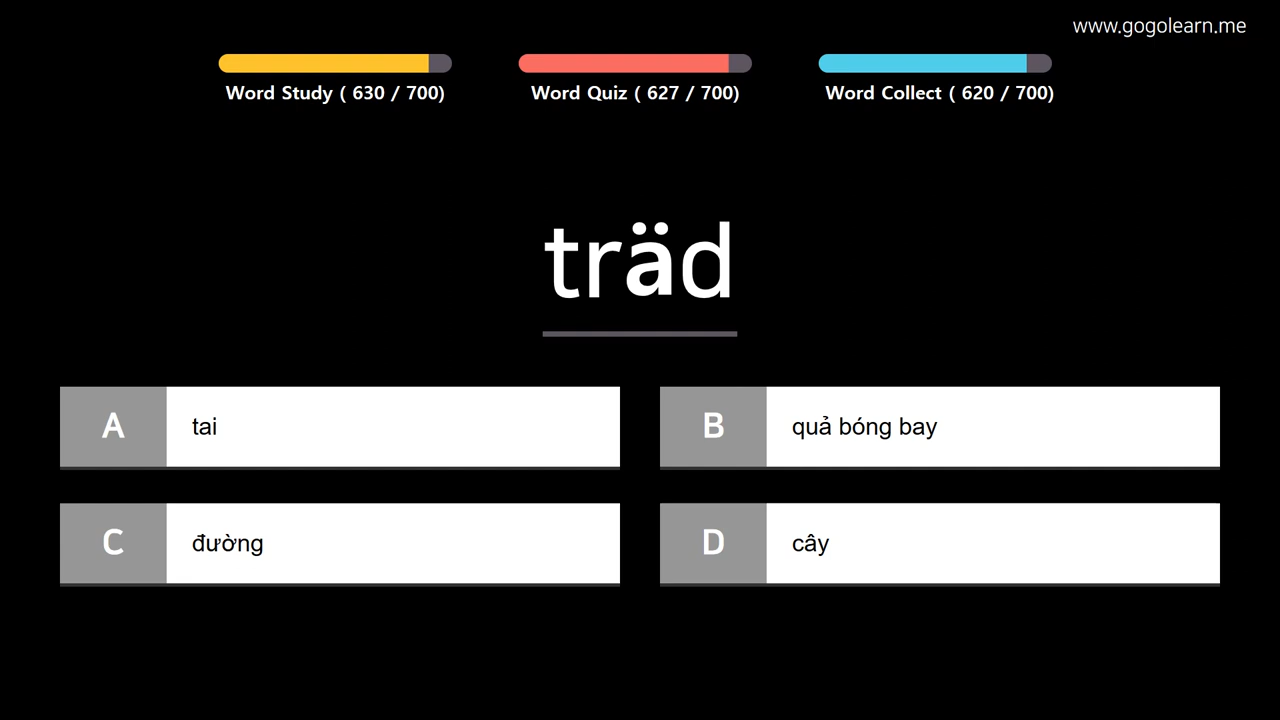 www.gogolearn.me
Word Study ( 630 / 700)
Word Quiz ( 627 / 700)
Word Collect ( 620 / 700)
träd
A tai
B quả bóng bay
C đường
D cây